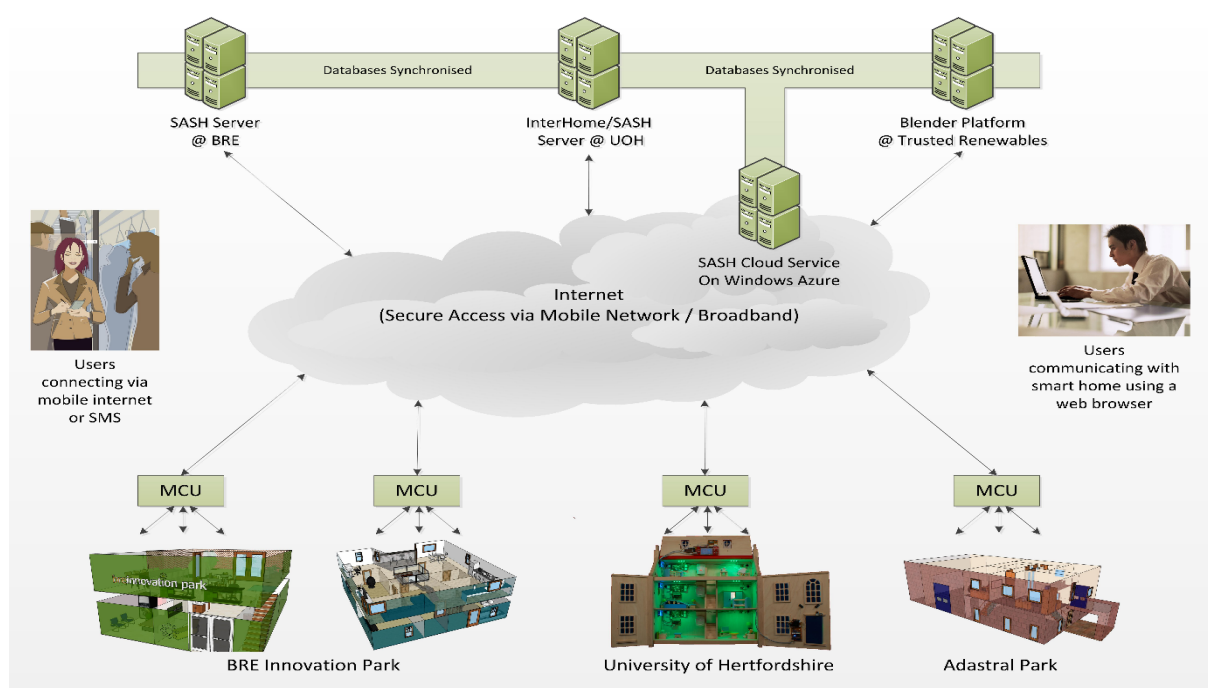 Databases Synchronised
Databases Synchronised
SASH Server
@ BRE
InterHome/SASH
Server @ UOH
Blender Platform
@ Trusted Renewables
SASH Cloud Service
On Windows Azure
Internet
(Secure Access via Mobile Network / Broadband)
Users
connecting via
mobile internet
or SMS
Users
communicating with
smart home using a
web browser
MCU
MCU
MCU
MCU
innovation park
BRE Innovation Park
University of Hertfordshire
Adastral Park